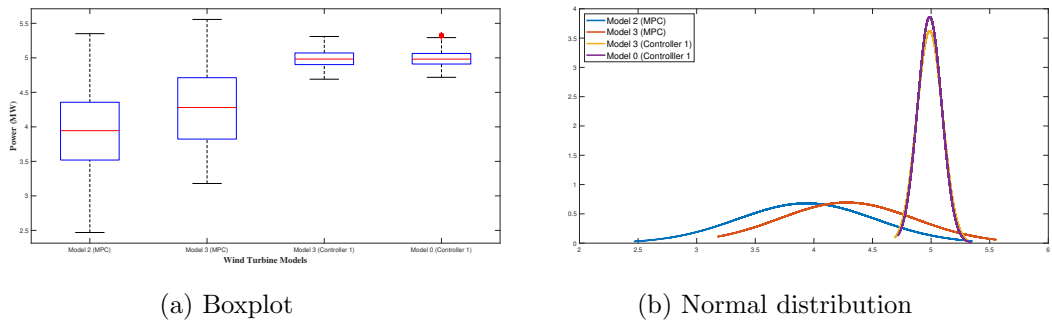 5.5
5
4.5
4
3.5
3
2.5
Power (MW)
Model 2 (MPC) Model 3 (MPC) Model 3 (Controller 1) Model 0 (Controller 1)
Wind Turbine Models
(a) Boxplot
4
3.5
3
2.5
2
1.5
1
0.5
0
2 2.5 3 3.5 4 4.5 5 5.5 6
Model 2 (MPC)
Model 3 (MPC)
Model 3 (Controller 1)
Model 0 (Controlller 1
(b) Normal distribution